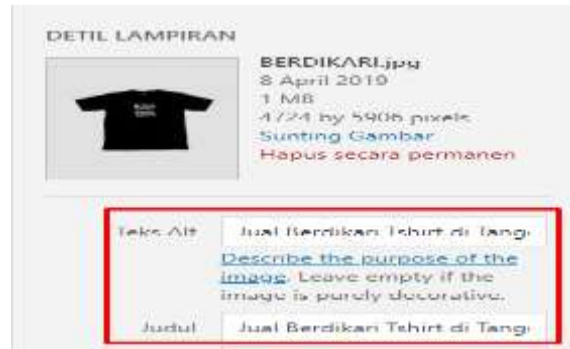 DETIL LAMPIRAN
BERDIKARI.jpg
8 April 2019
1 MB
4724 by 5906 pixels
Sunting Gambar
Hapus secara permanen
Teks Alt
Jual Berdikari Tshirt di Tang
Describe the purpose of the
image. Leave empty if the
image is purely decorative.
Judul
Jual Berdikari Tshirt di Tang